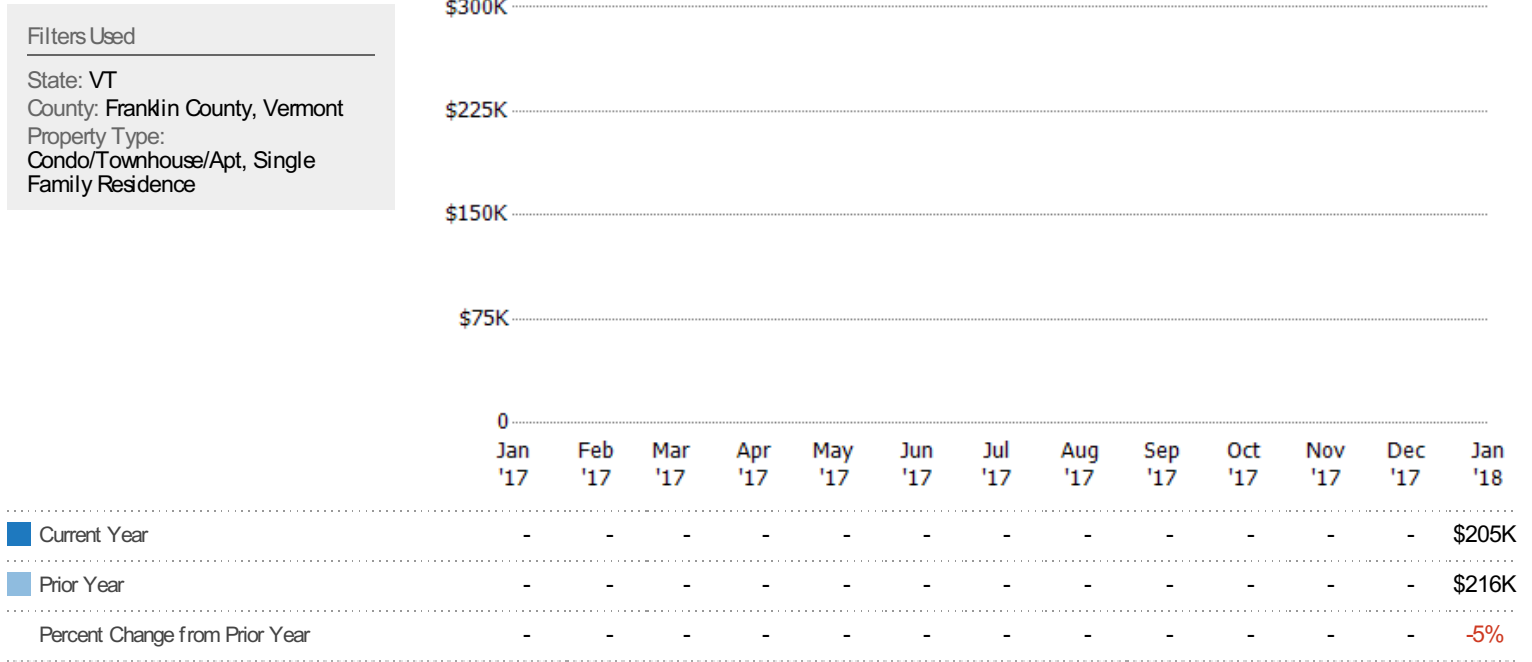 Filters Used
State: VT
County: Franklin County, Vermont
Property Type:
Condo/Townhouse/Apt, Single
Family Residence
$300K
$225K
$150K
$75K
0
Jan Feb Mar Apr May Jun Jul Aug Sep Oct Nov Dec Jan
'17 '17 '17 '17 '17 '17 '17 '17 '17 '17 '17 '17 '18
Current Year - - - - - - - - - - - - $205K
Prior Year - - - - - - - - - - - - $216K
Percent Change from Prior Year - - - - - - - - - - - - -5%